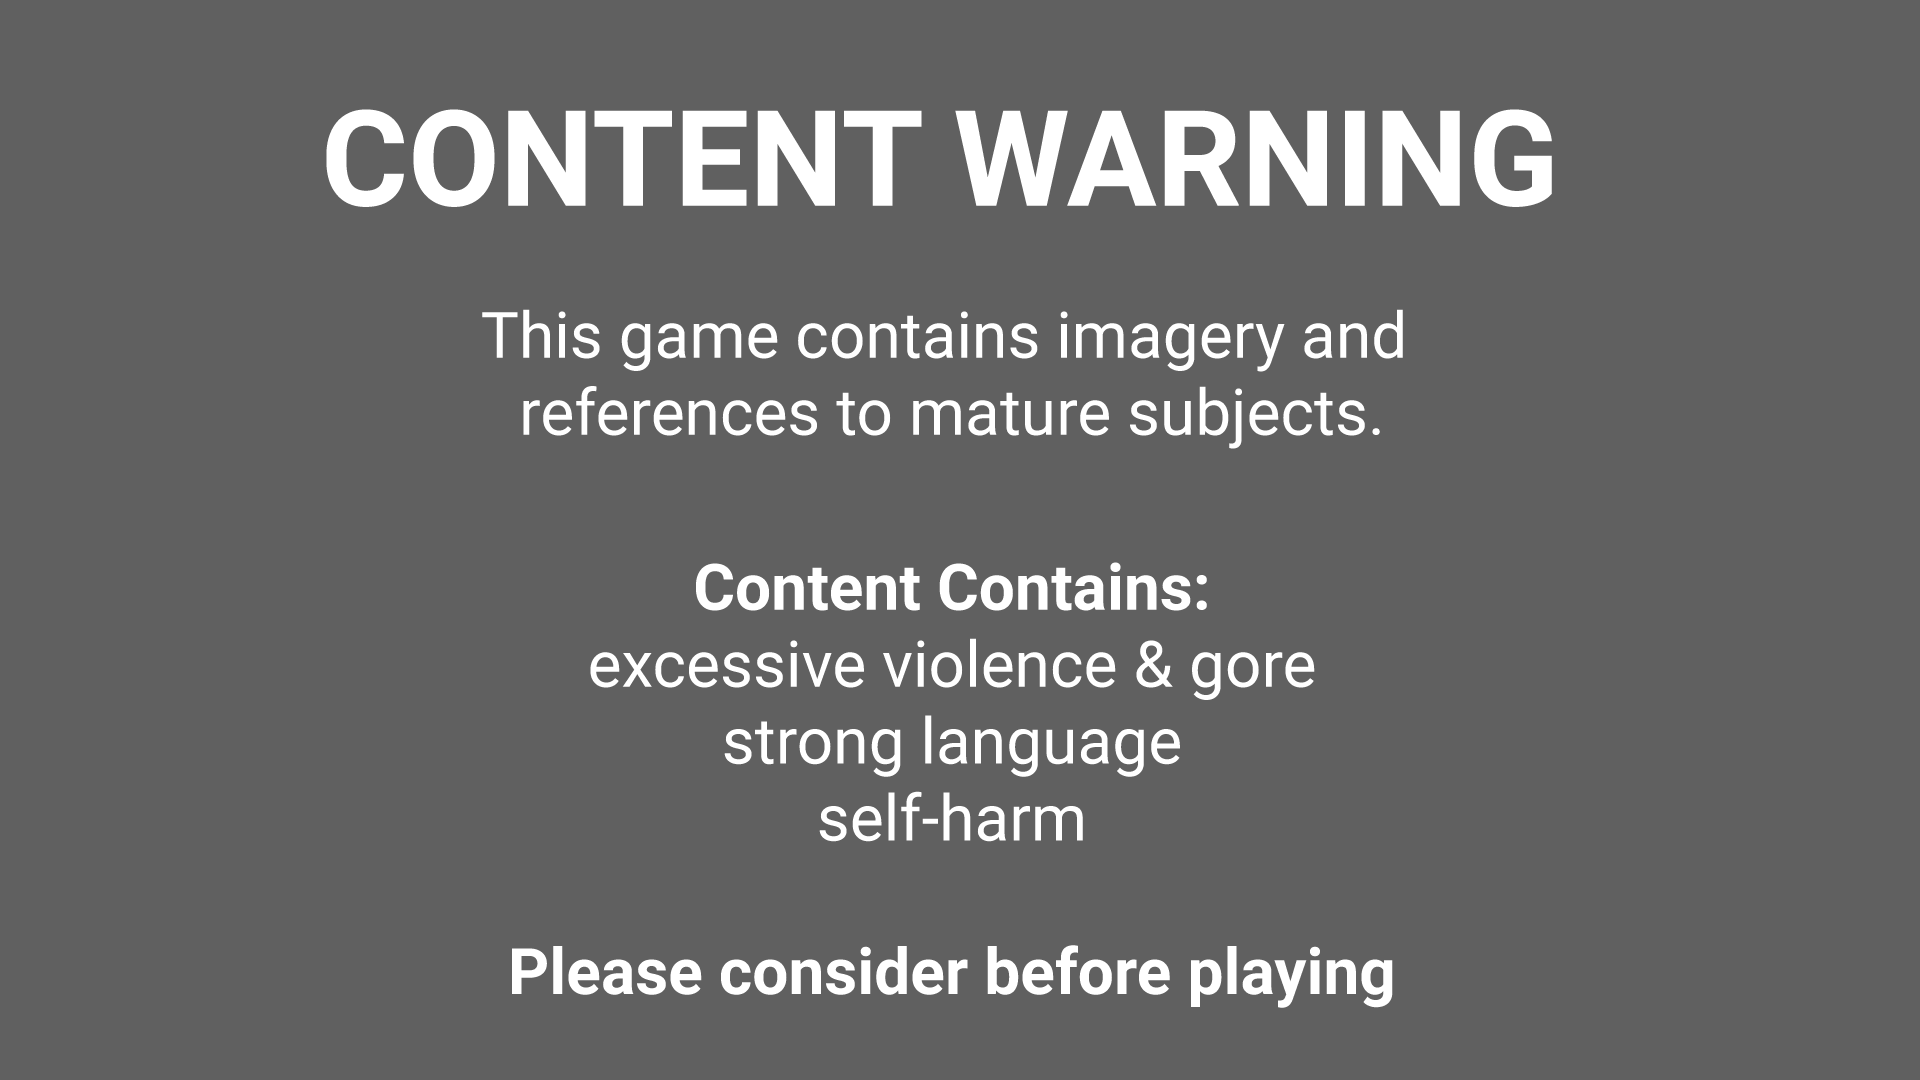 CONTENT WARNING
This game contains imagery and
references to mature subjects.
Content Contains:
excessive violence & gore
strong language
self-harm
Please consider before playing